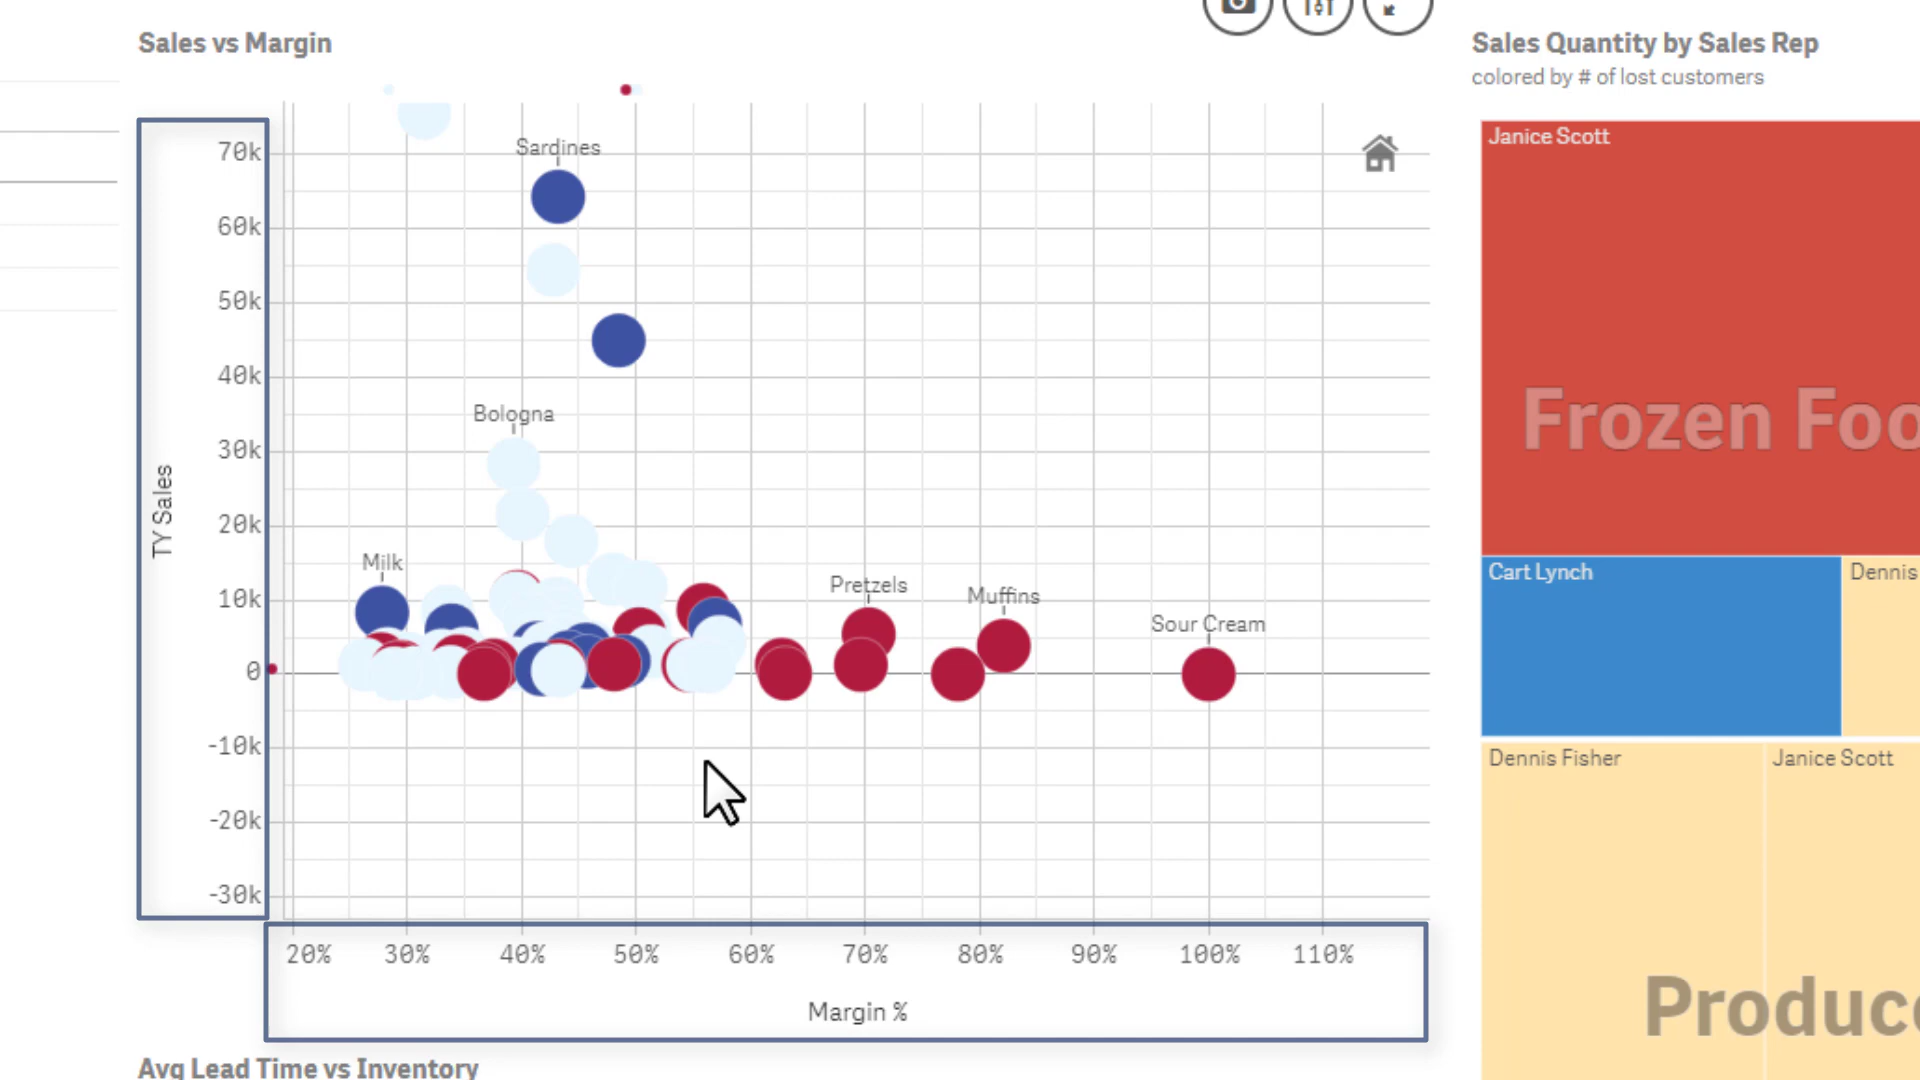 Sales vs Margin
Sardines
Bologna
Milk
Pretzels
Muffins
Sour Cream
TY Sales
70k
60k
50k
40k
30k
20k
10k
0
-10k
-20k
-30k
20% 30% 40% 50% 60% 70% 80% 90% 100% 110%
Margin %
Avg Lead Time vs Inventory
Sales Quantity by Sales Rep
colored by # of lost customers
Janice Scott
Frozen Foo
Cart Lynch
Dennis
Dennis Fisher
Janice Scott
Produce